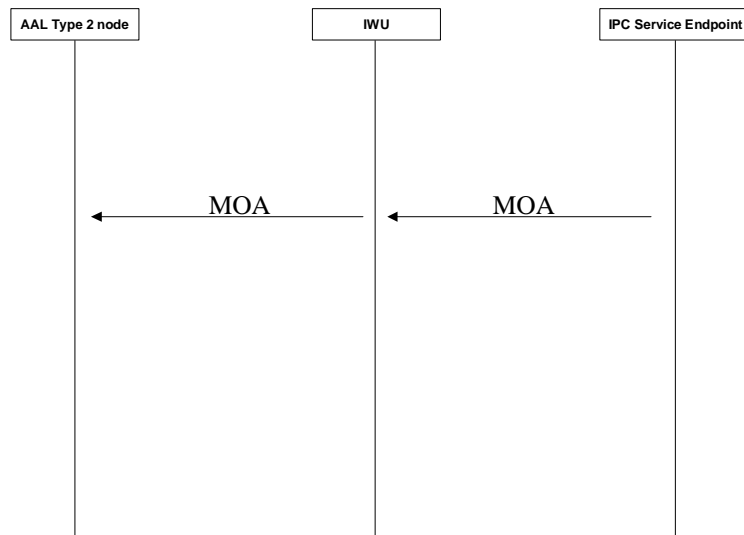 AAL Type 2 node
IWU
IPC Service Endpoint
MOA
MOA